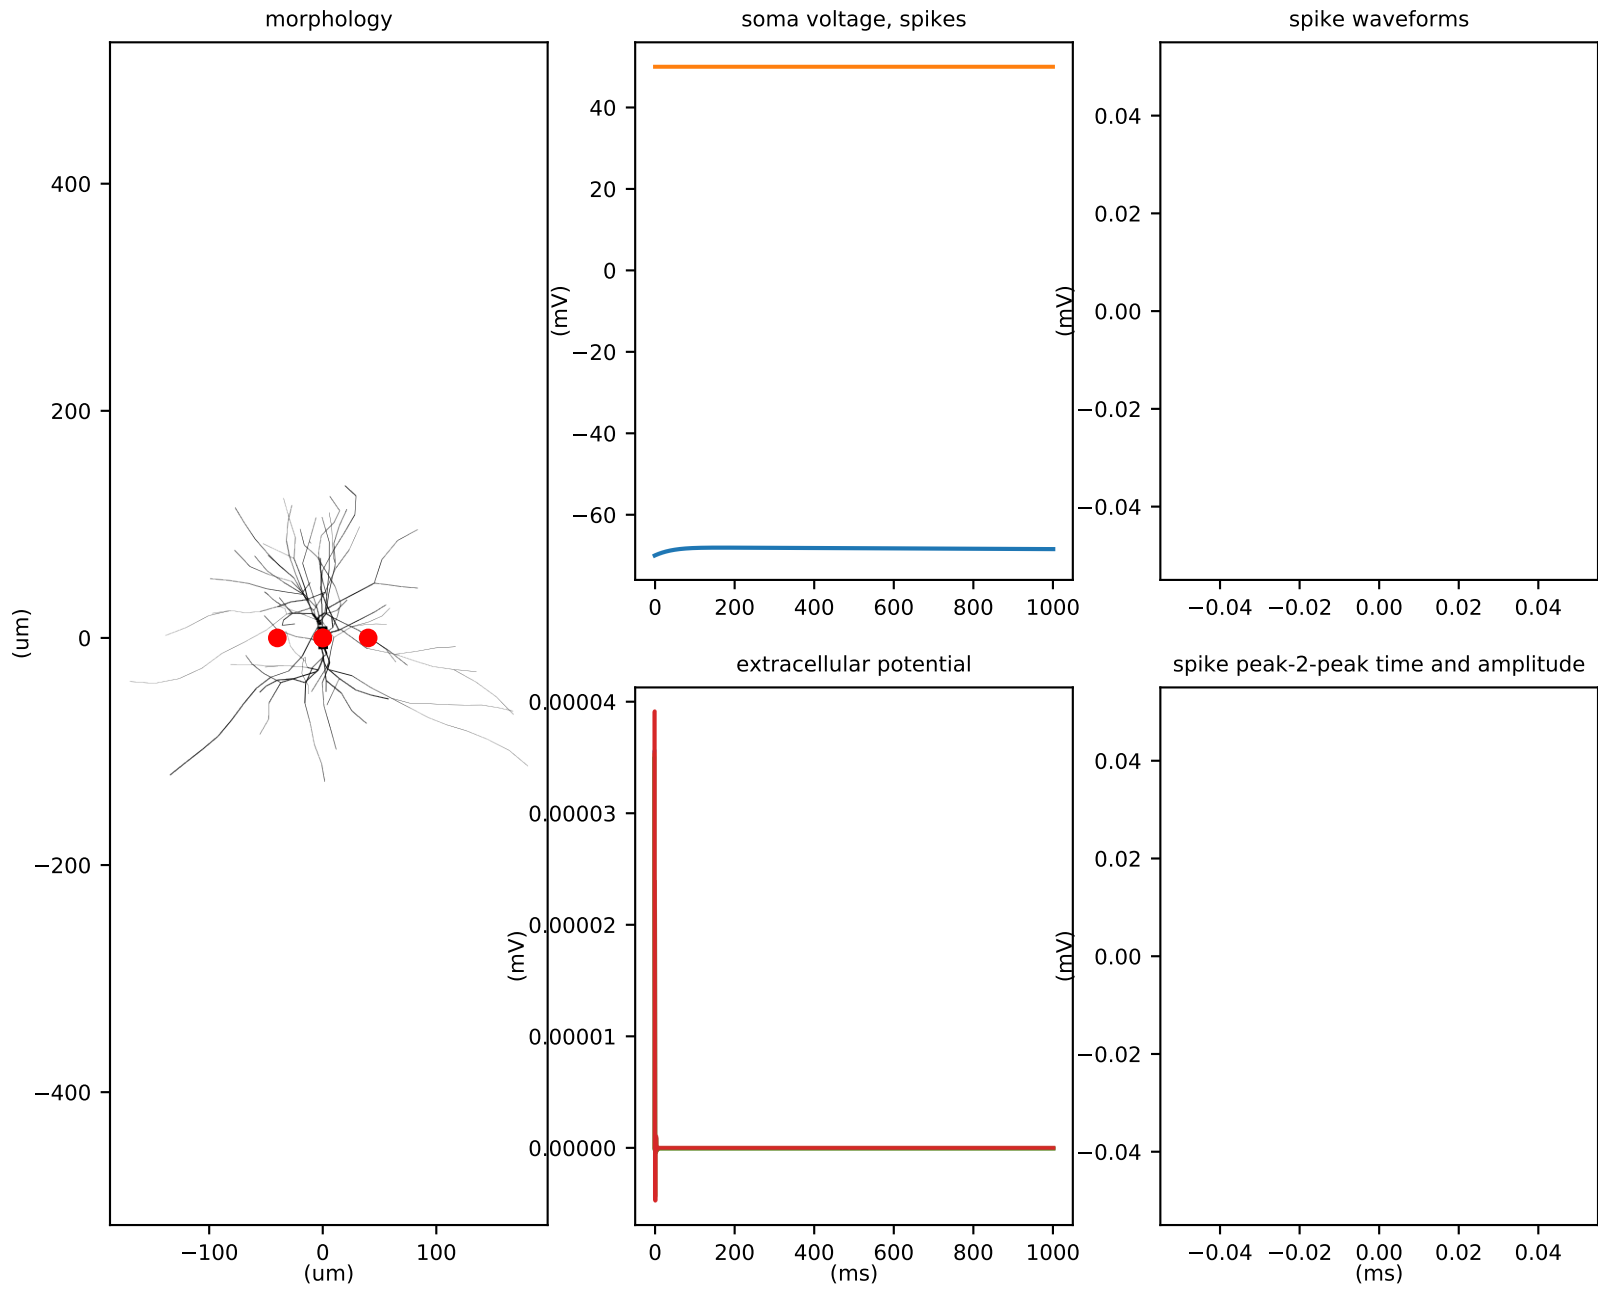 morphology
soma voltage, spikes
spike waveforms
400
200
0
−200
−400
(um)
−100 0 100
(um)
40
20
0
−20
−40
−60
(mV)
0 200 400 600 800 1000
0.04
0.02
0.00
−0.02
−0.04
(mV)
−0.04 −0.02 0.00 0.02 0.04
extracellular potential
0.00004
0.00003
0.00002
0.00001
0.00000
(mV)
0 200 400 600 800 1000
(ms)
spike peak-2-peak time and amplitude
0.04
0.02
0.00
−0.02
−0.04
(mV)
−0.04 −0.02 0.00 0.02 0.04
(ms)